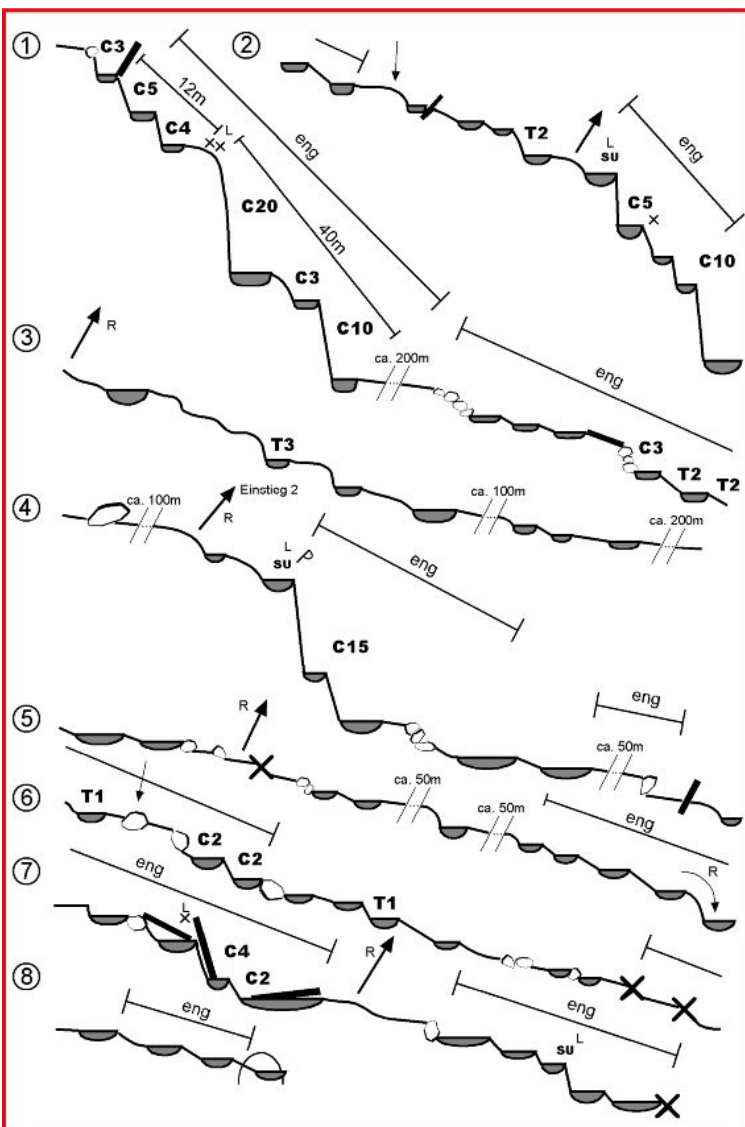 ①
C3
12m
L
C5
C4
eng
C20
40m
C3
C10
ca. 200m
eng
C3
T2
T2
②
T2
L
SU
eng
C5
C10
③
R
T3
ca. 100m
ca. 200m
④
ca. 100m
R
Einstieg 2
L
SU
P
eng
C15
ca. 50m
eng
⑤
R
ca. 50m
ca. 50m
eng
R
⑥
T1
C2
C2
T1
⑦
eng
L
C4
C2
R
⑧
eng
eng
L
SU